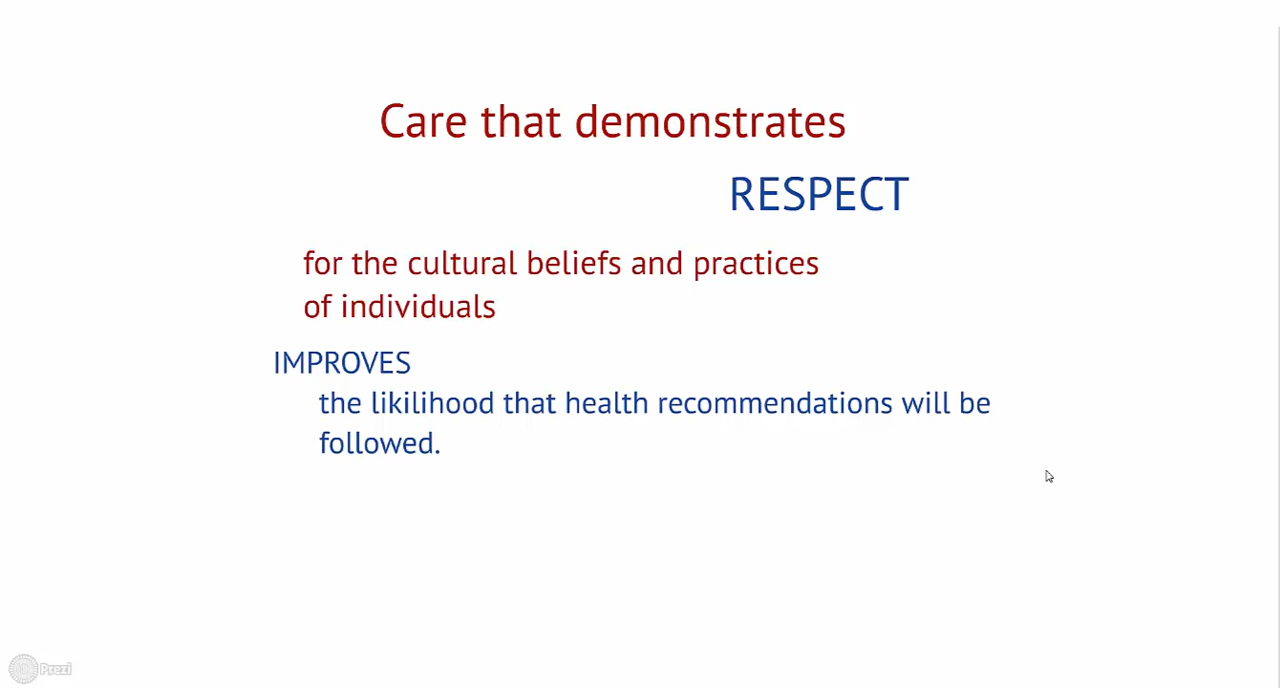 Care that demonstrates
RESPECT
for the cultural beliefs and practices
of individuals
IMPROVES
the likilihood that health recommendations will be
followed.
Prezi